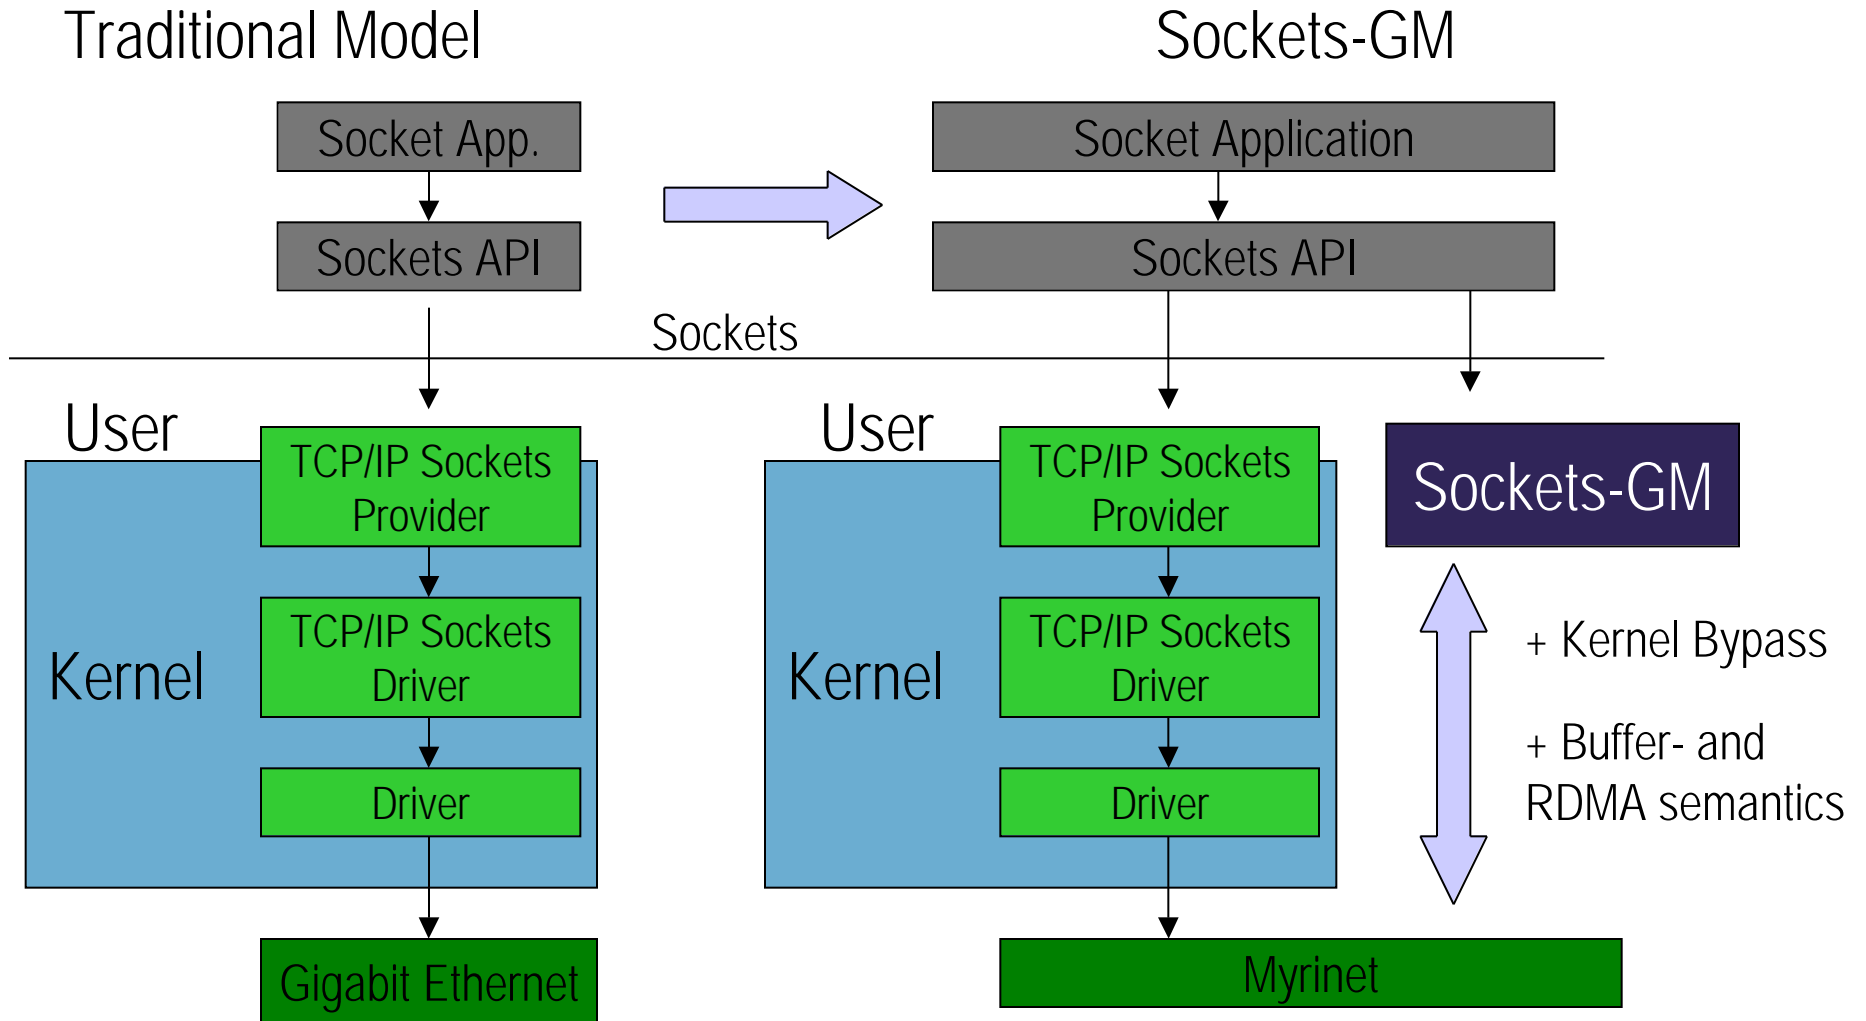 Traditional Model
Sockets-GM
Socket App.
Socket Application
Sockets API
Sockets API
Sockets
User
User
TCP/IP Sockets
Provider
TCP/IP Sockets
Provider
Sockets-GM
TCP/IP Sockets
Driver
TCP/IP Sockets
Driver
Kernel
Kernel
+ Kernel Bypass
+ Buffer- and
RDMA semantics
Driver
Driver
Gigabit Ethernet
Myrinet